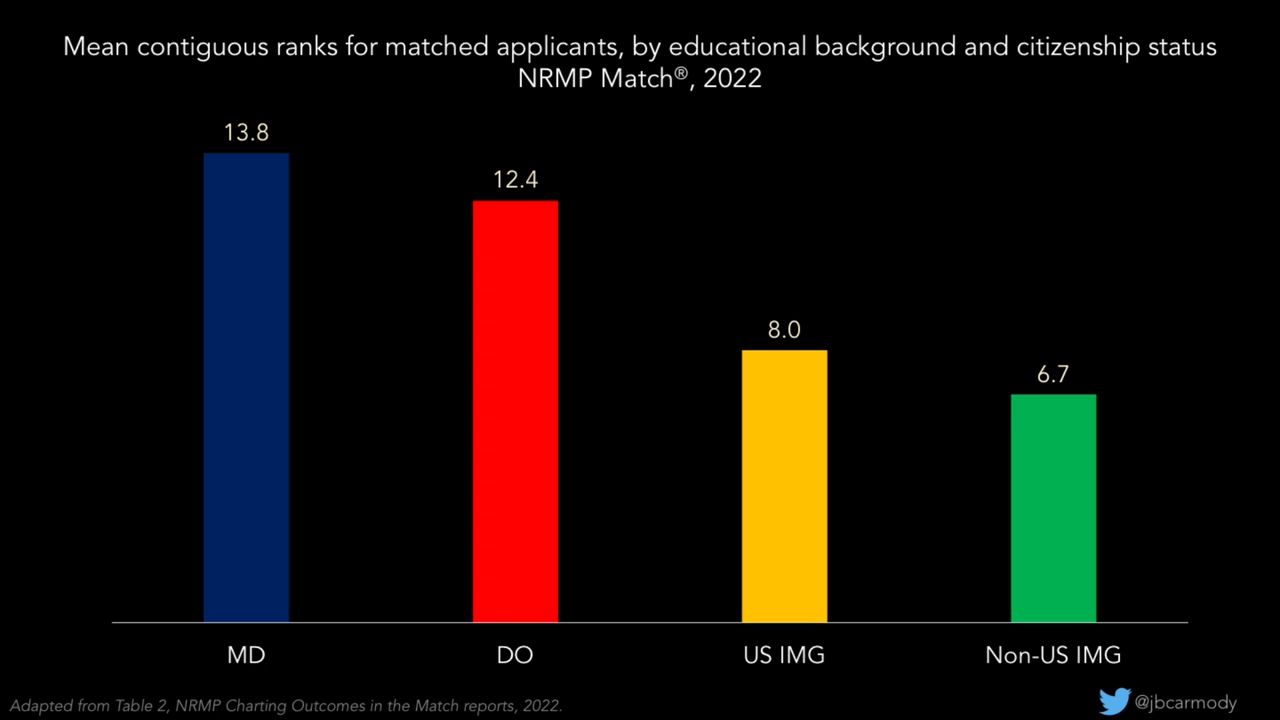 Mean contiguous ranks for matched applicants, by educational background and citizenship status
NRMP Match®, 2022
13.8
12.4
8.0
6.7
MD
DO
US IMG
Non-US IMG
Adapted from Table 2, NRMP Charting Outcomes in the Match reports, 2022.
@jbcarmody